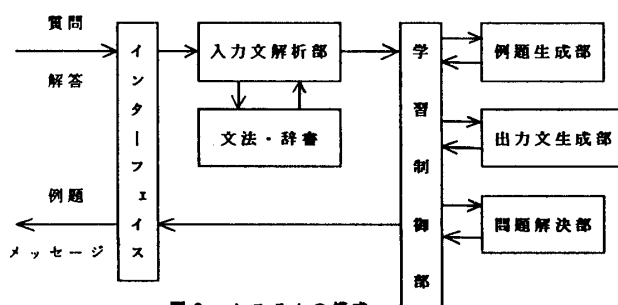 質問
解答
インターフェイス
入力文解析部
文法・辞書
学習制御部
例題生成部
出力文生成部
問題解決部
例題
メッセージ